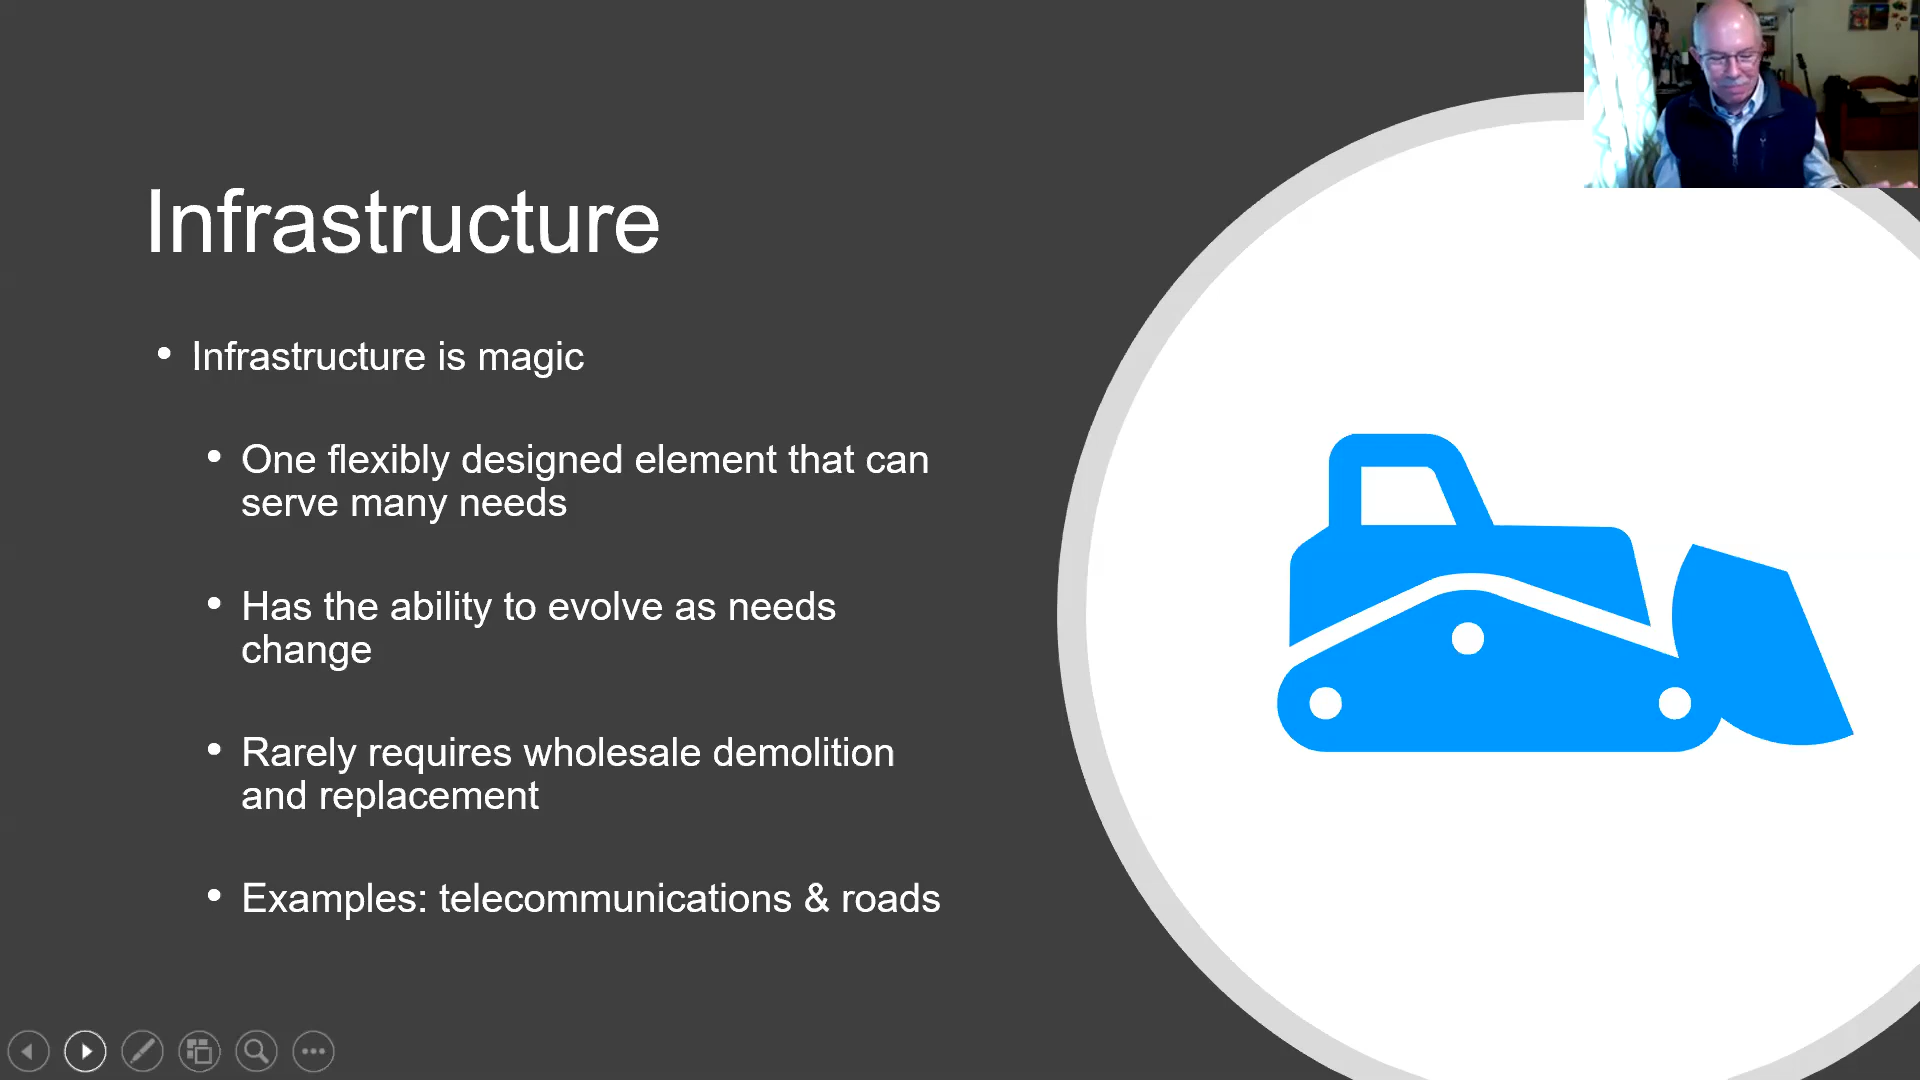 Infrastructure
• Infrastructure is magic
• One flexibly designed element that can
serve many needs
• Has the ability to evolve as needs
change
• Rarely requires wholesale demolition
and replacement
• Examples: telecommunications & roads